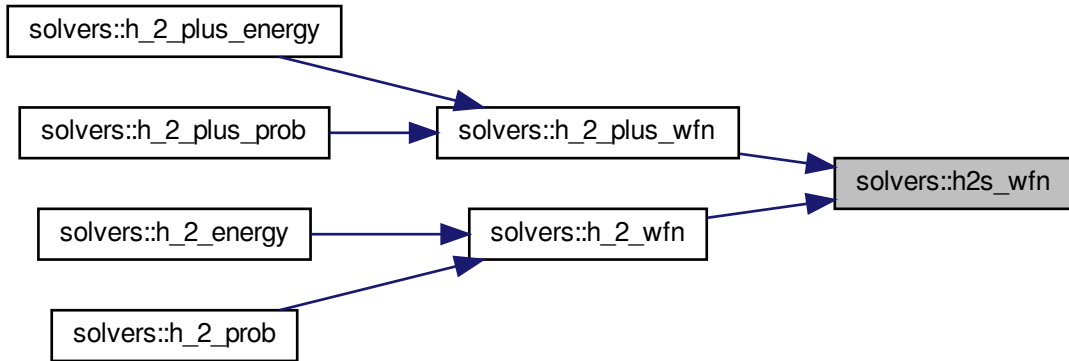 solvers::h_2_plus_energy
solvers::h_2_plus_prob
solvers::h_2_plus_wfn
solvers::h2s_wfn
solvers::h_2_energy
solvers::h_2_wfn
solvers::h_2_prob